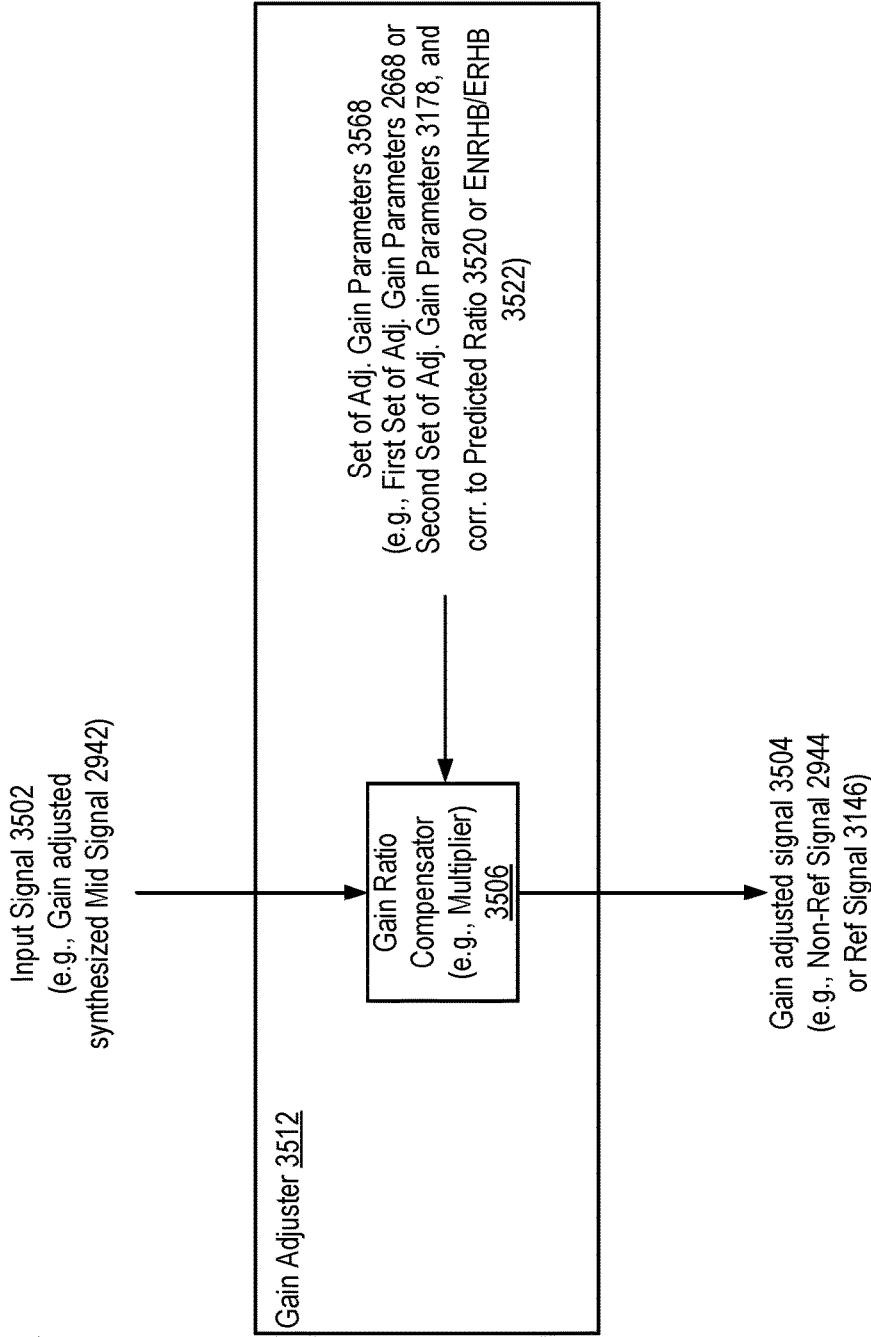 Input Signal 3502
(e.g., Gain adjusted
synthesized Mid Signal 2942)
Gain Adjuster 3512
Gain Ratio
Compensator
(e.g., Multiplier)
3506
Set of Adj. Gain Parameters 3568
(e.g., First Set of Adj. Gain Parameters 2668 or
Second Set of Adj. Gain Parameters 3178, and
corr. to Predicted Ratio 3520 or ENRHB/ERHB
3522)
Gain adjusted signal 3504
(e.g., Non-Ref Signal 2944
or Ref Signal 3146)